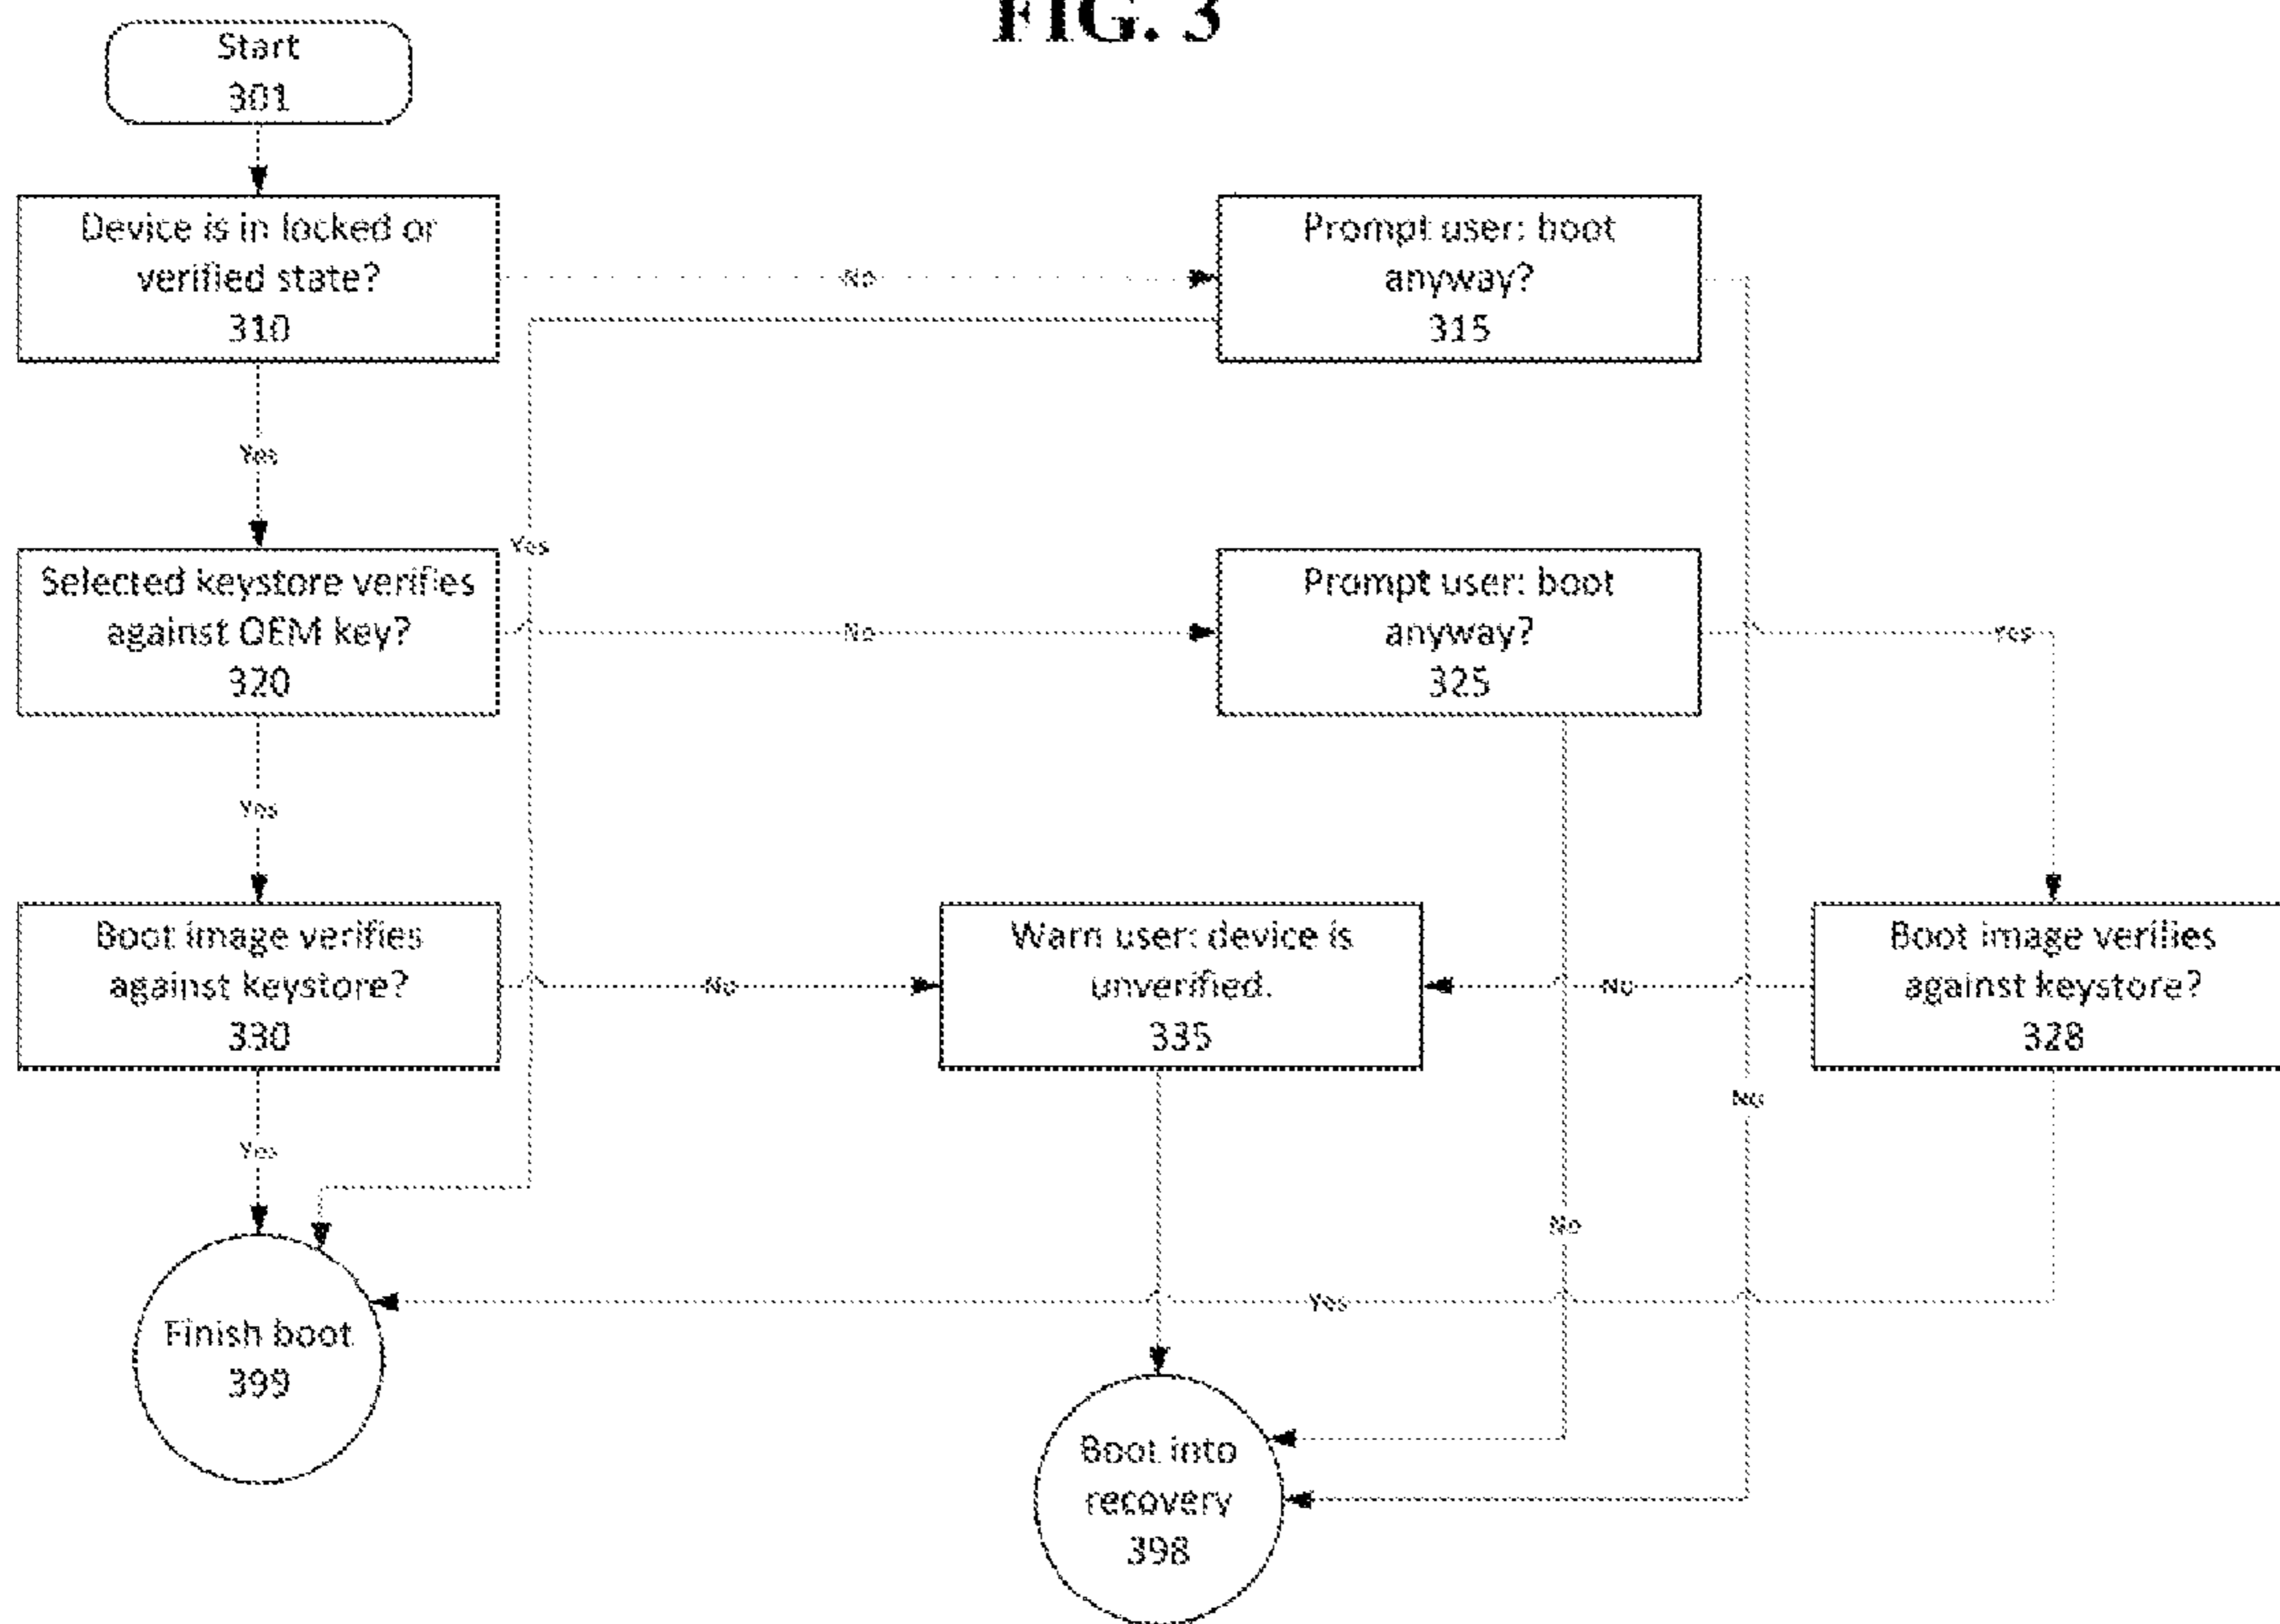 FIG. 3
Start
301
Device is in locked or
verified state?
310
No
Prompt user: boot
anyway?
315
Yes
Yes
Selected keystore verifies
against OEM key?
320
No
Prompt user: boot
anyway?
325
Yes
Yes
Boot image verifies
against keystore?
330
No
Warn user: device is
unverified.
335
No
Boot image verifies
against keystore?
328
No
Yes
No
Yes
Finish boot
399
Boot into
recovery
398